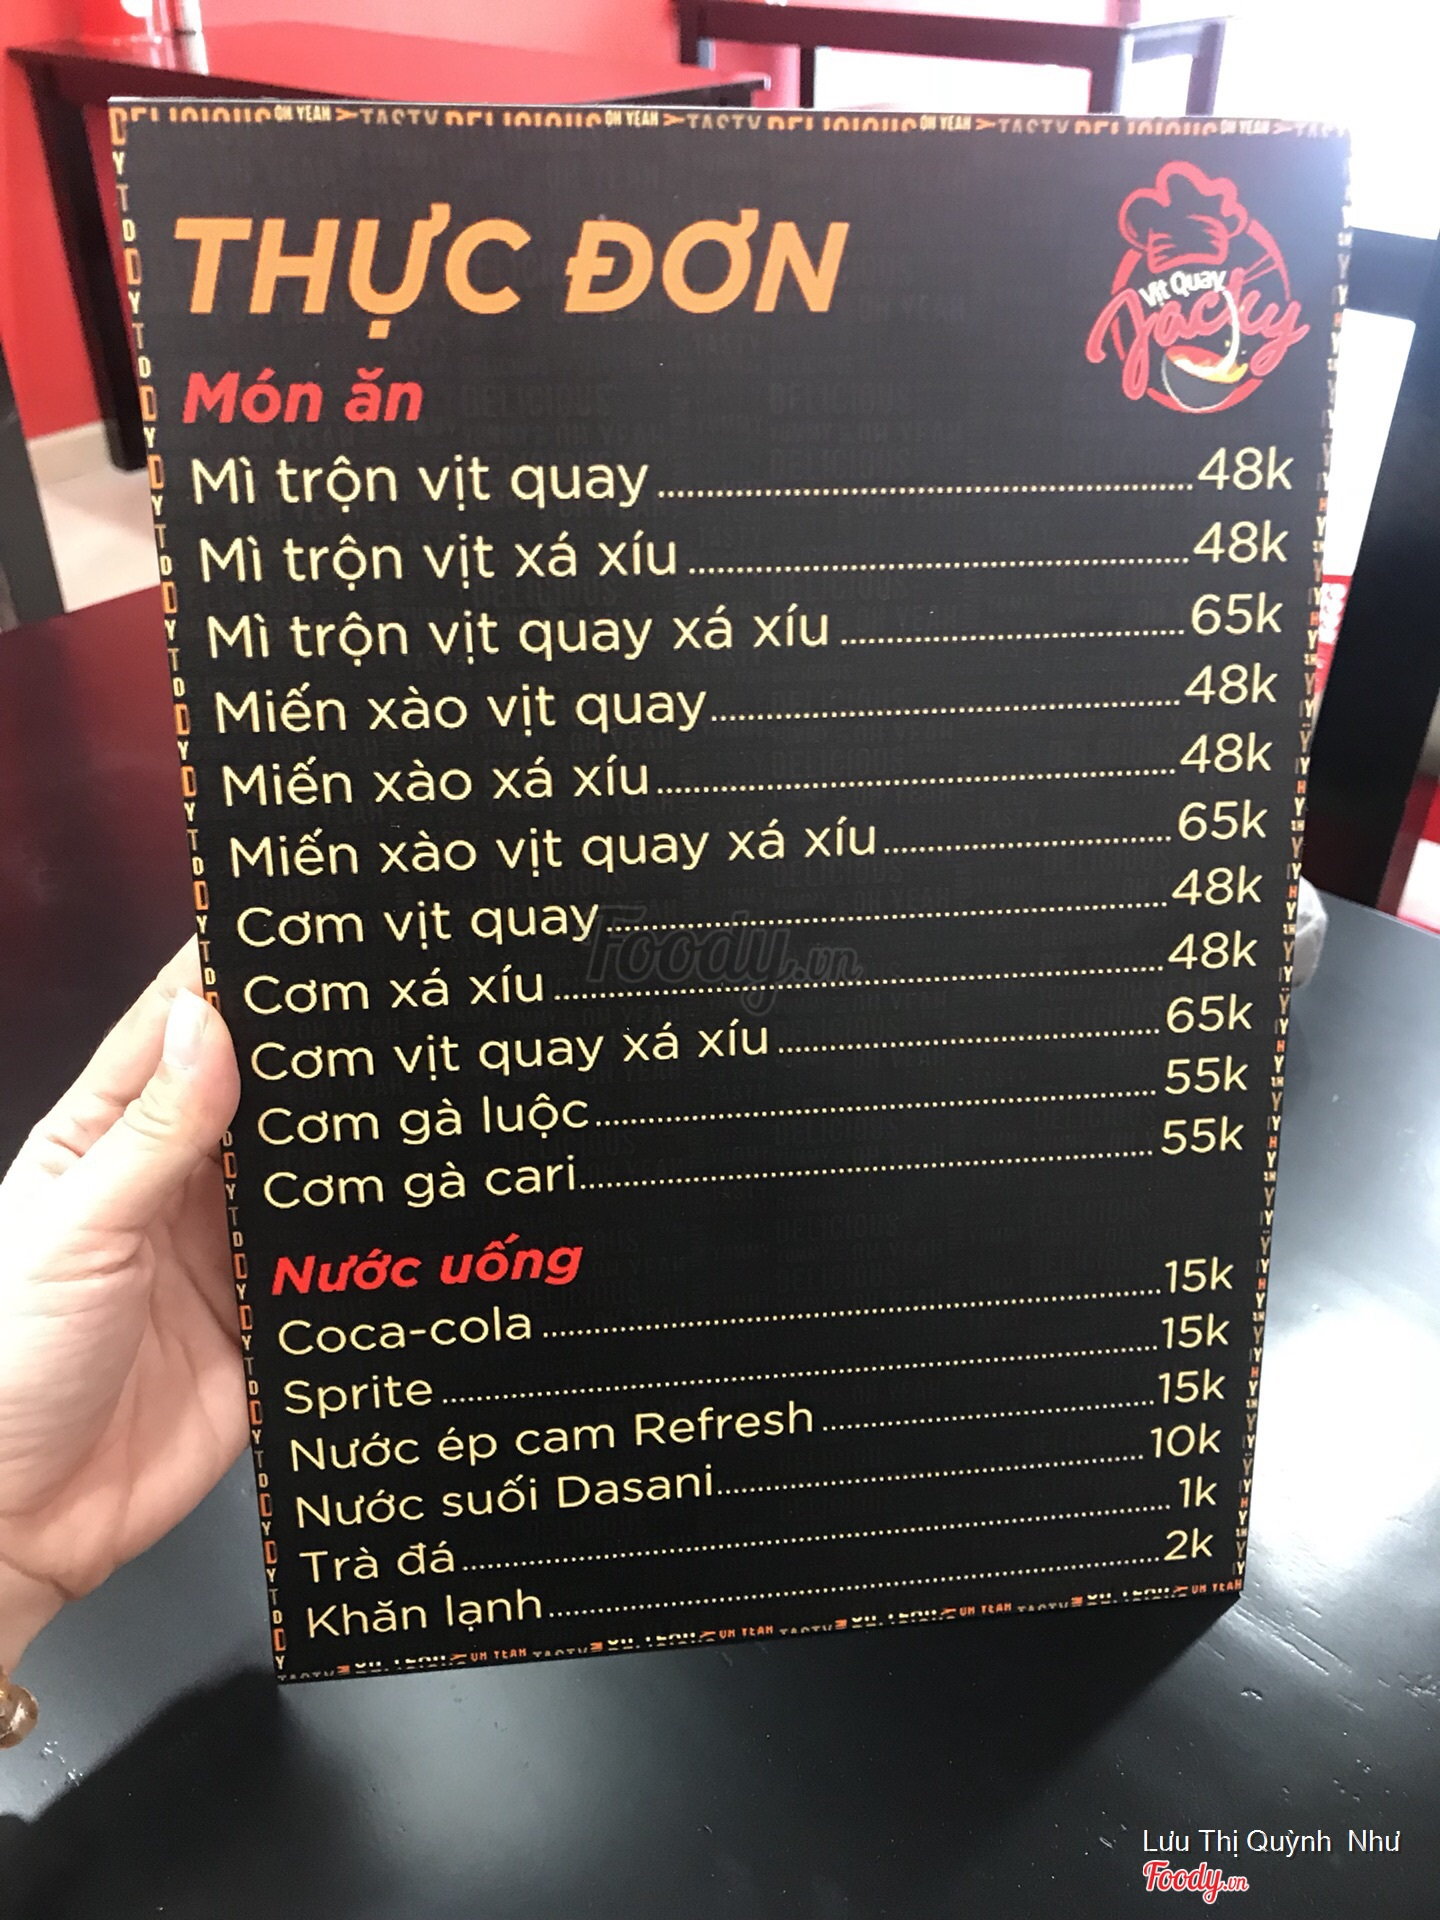 THỰC ĐƠN
Vịt Quay
Jacky
Món ăn
Mì trộn vịt quay 48k
Mì trộn vịt xá xíu 48k
Mì trộn vịt quay xá xíu 65k
Miến xào vịt quay 48k
Miến xào xá xíu 48k
Miến xào vịt quay xá xíu 65k
Cơm vịt quay 48k
Cơm xá xíu 48k
Cơm vịt quay xá xíu 65k
Cơm gà luộc 55k
Cơm gà cari 55k
Nước uống
Coca-cola 15k
Sprite 15k
Nước ép cam Refresh 15k
Nước suối Dasani 10k
Trà đá 1k
Khăn lạnh 2k
Foody.vn
Lưu Thị Quỳnh Như
Foody.vn